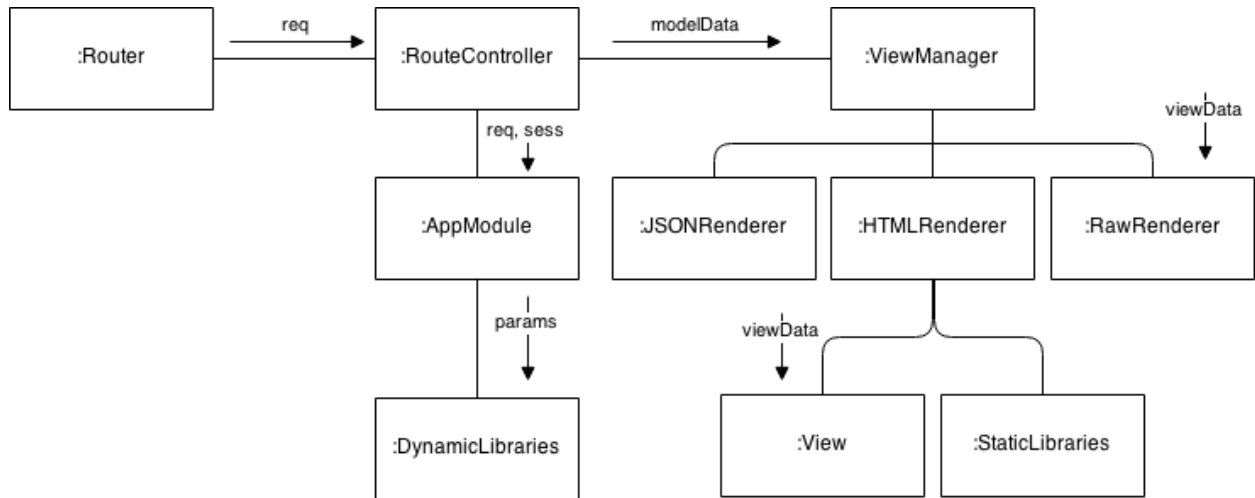 req
modelData
:Router
:RouteController
:ViewManager
viewData
req, sess
:AppModule
:JSONRenderer
:HTMLRenderer
:RawRenderer
params
viewData
:DynamicLibraries
:View
:StaticLibraries